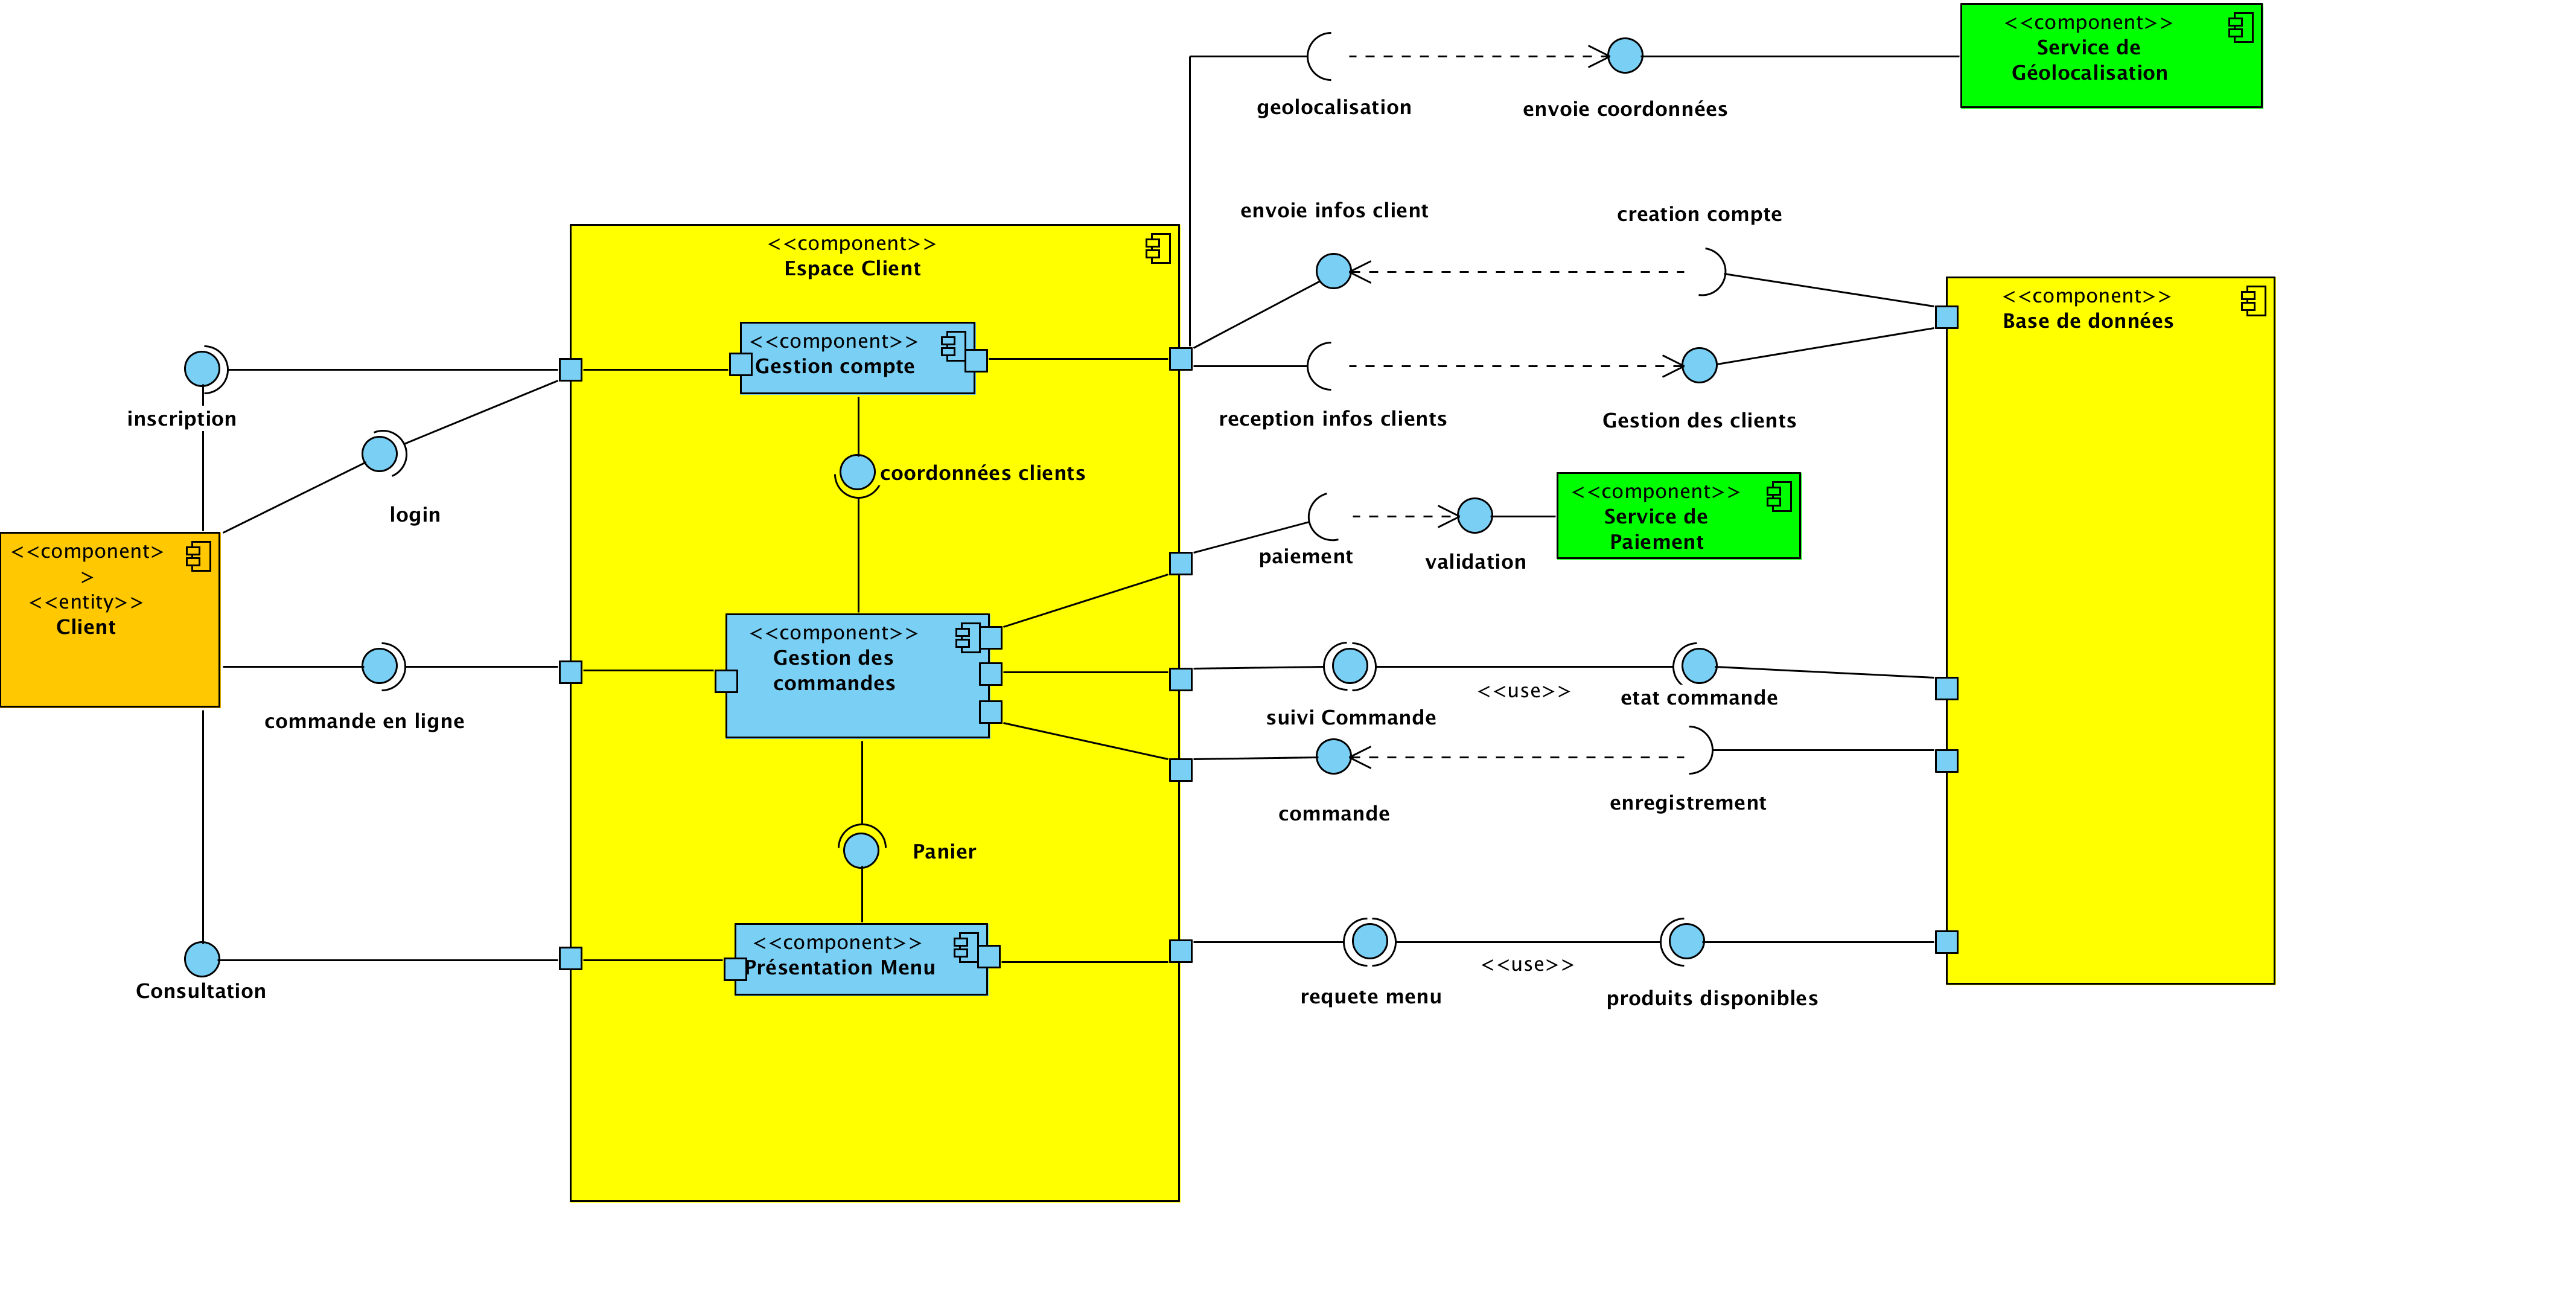 <<component>>
Service de
Géolocalisation
geolocalisation
envoie coordonnées
envoie infos client
creation compte
<<component>>
Espace Client
<<component>>
Base de données
<<component>>
Gestion compte
inscription
reception infos clients
Gestion des clients
coordonnées clients
login
<<component>>
Service de
Paiement
paiement
validation
<<component>
>
<<entity>>
Client
<<component>>
Gestion des
commandes
commande en ligne
suivi Commande
<<use>>
etat commande
commande
enregistrement
Panier
<<component>>
Présentation Menu
Consultation
requete menu
<<use>>
produits disponibles